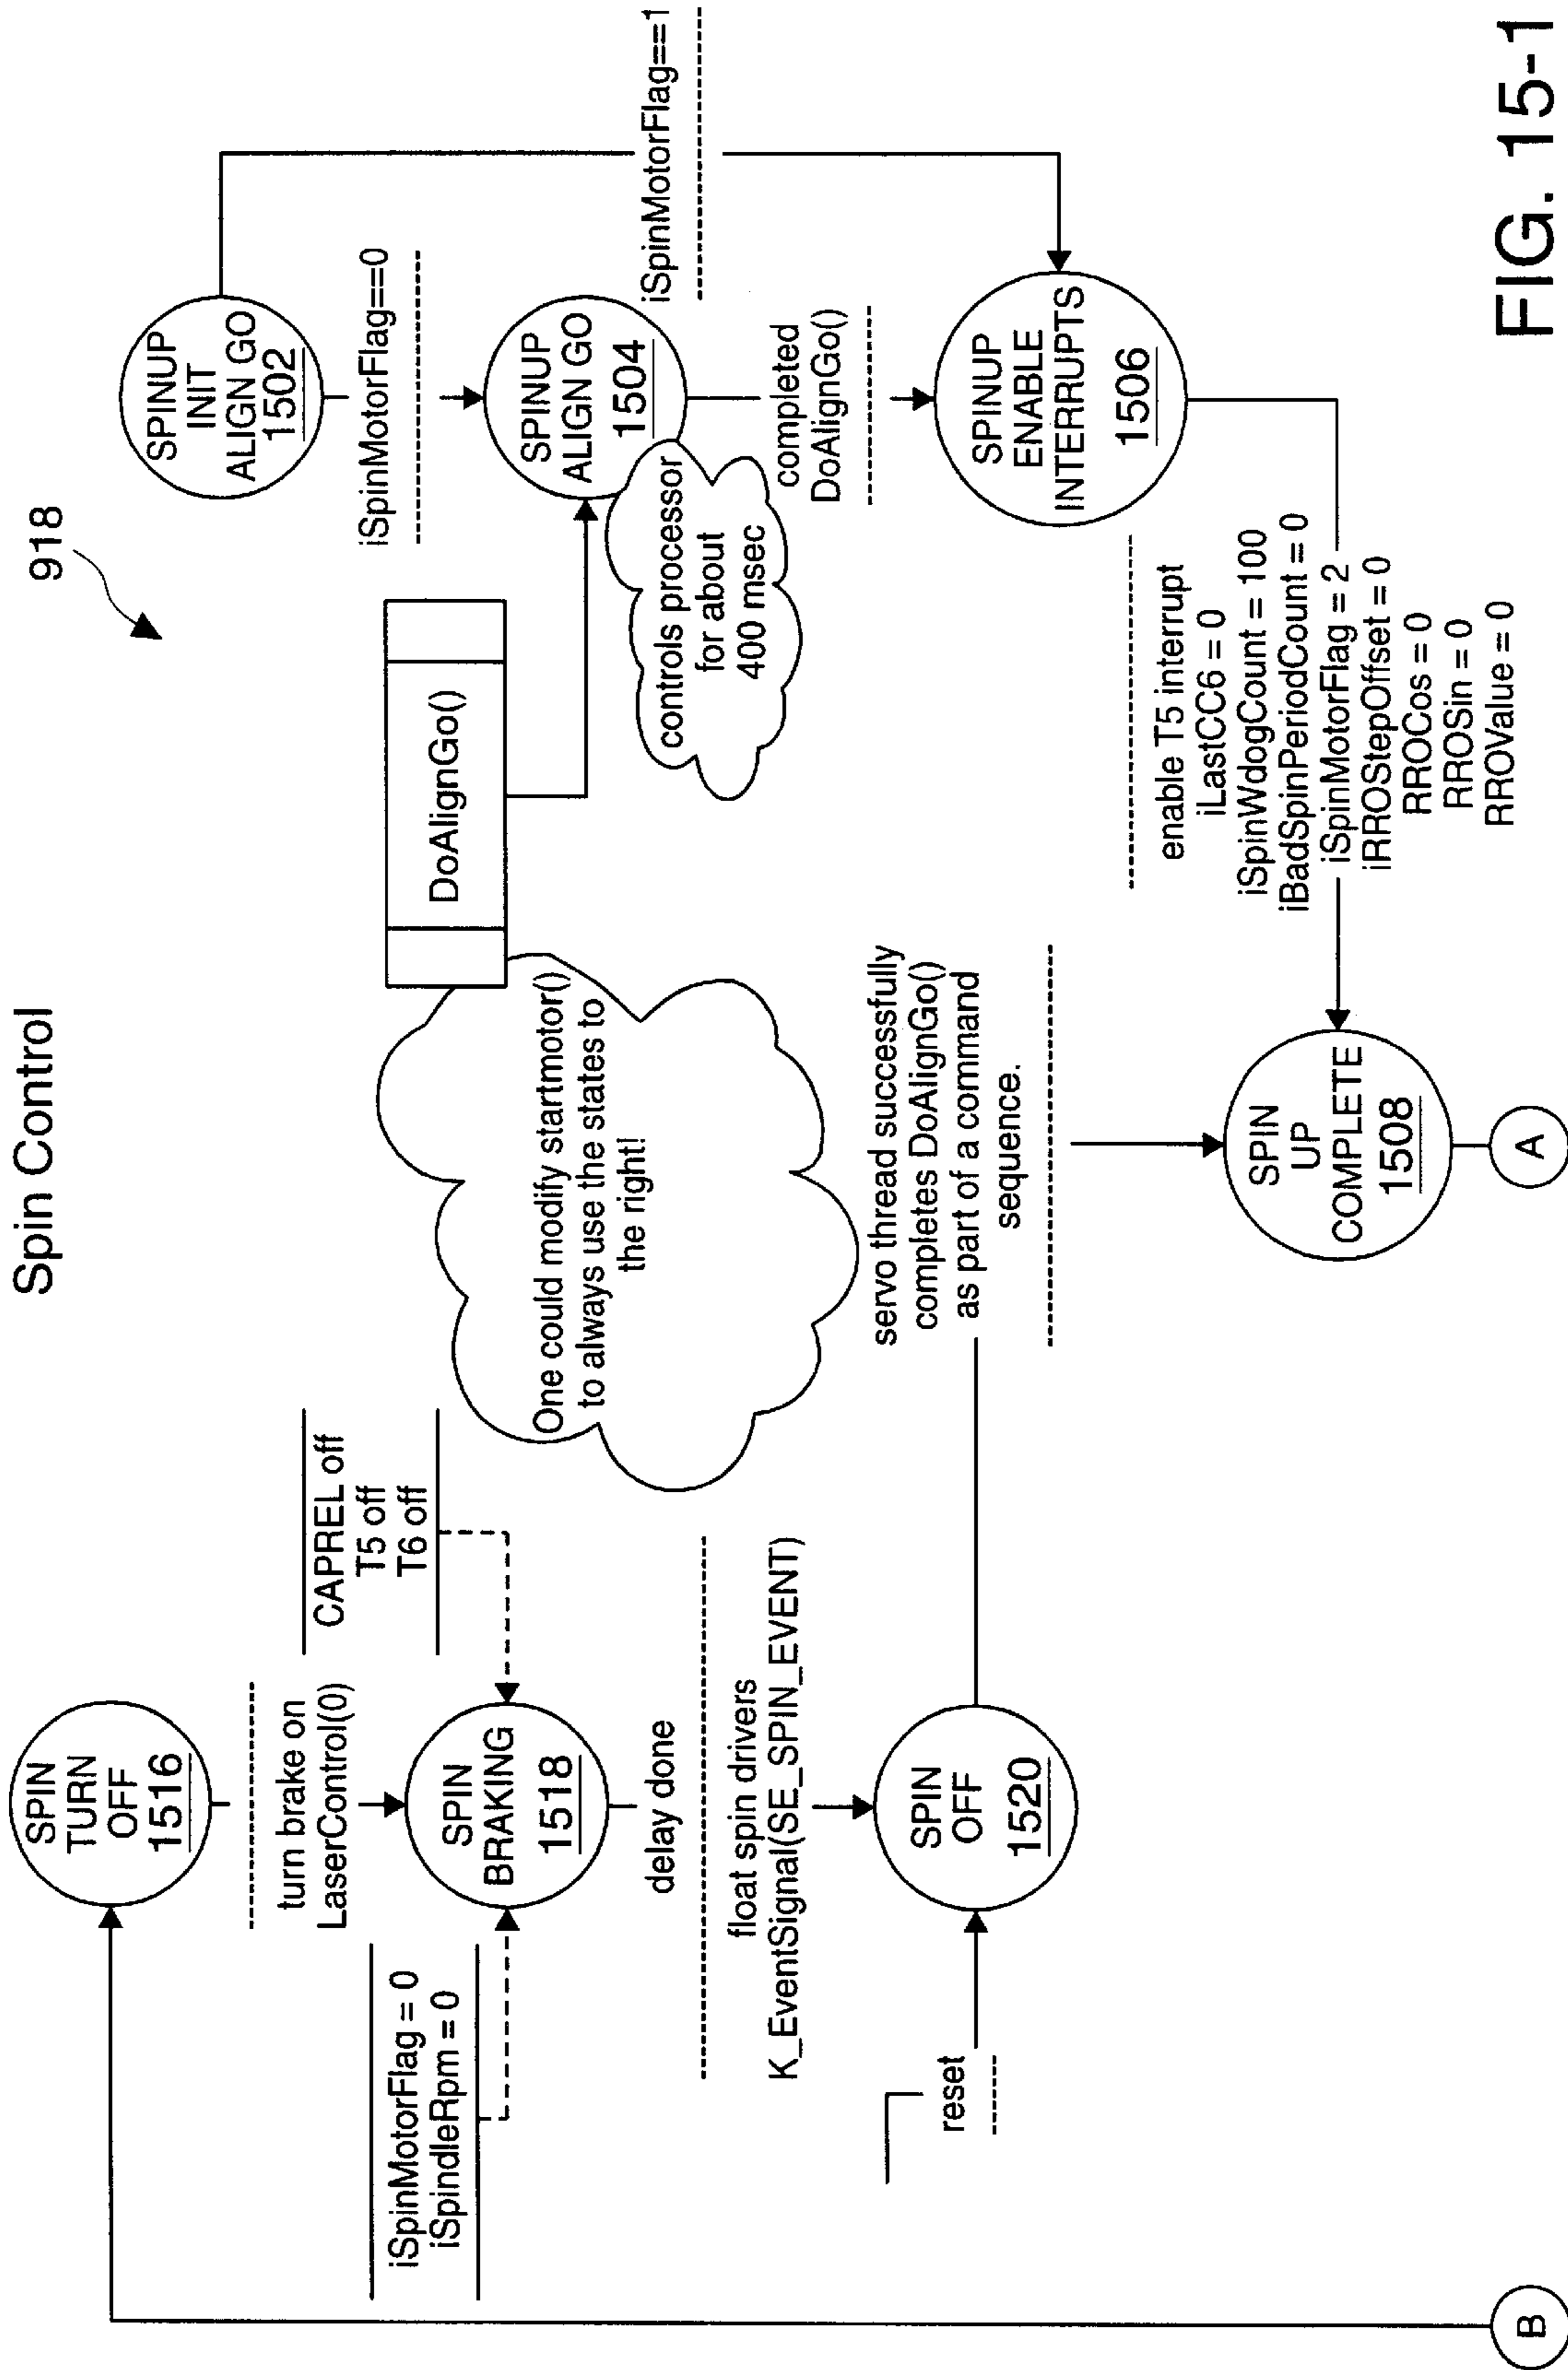 Spin Control
918
SPIN
TURN
OFF
1516
turn brake on
LaserControl(0)
CAPREL off
T5 off
T6 off
iSpinMotorFlag = 0
iSpindleRpm = 0
SPIN
BRAKING
1518
delay done
float spin drivers
K_EventSignal(SE_SPIN_EVENT)
reset
SPIN
OFF
1520
One could modify startmotor()
to always use the states to
the right!
servo thread successfully
completes DoAlignGo()
as part of a command
sequence.
DoAlignGo()
SPINUP
INIT
ALIGN GO
1502
iSpinMotorFlag==0
iSpinMotorFlag==1
SPINUP
ALIGN GO
1504
controls processor
for about
400 msec
completed
DoAlignGo()
SPINUP
ENABLE
INTERRUPTS
1506
enable T5 interrupt
iLastCC6 = 0
iSpinWdogCount = 100
iBadSpinPeriodCount = 0
iSpinMotorFlag = 2
iRROStepOffset = 0
RROCos = 0
RROSin = 0
RROValue = 0
SPIN
UP
COMPLETE
1508
A
B
FIG. 15-1